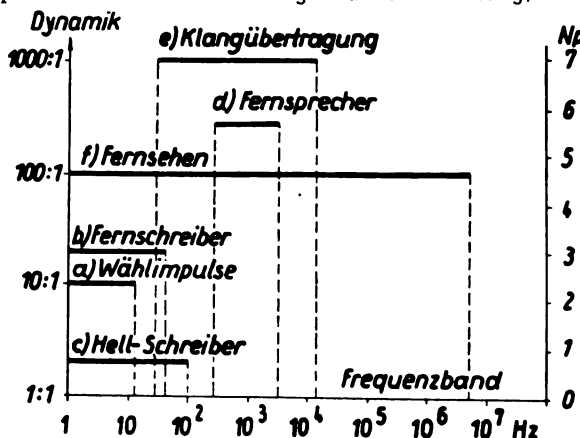 Dynamik
Np
e) Klangübertragung
1000:1
7
d) Fernsprecher
6
5
f) Fernsehen
100:1
4
b) Fernschreiber
3
a) Wählimpulse
10:1
2
c) Hell-Schreiber
1
Frequenzband
1:1
0
1 10 10² 10³ 10⁴ 10⁵ 10⁶ 10⁷ Hz